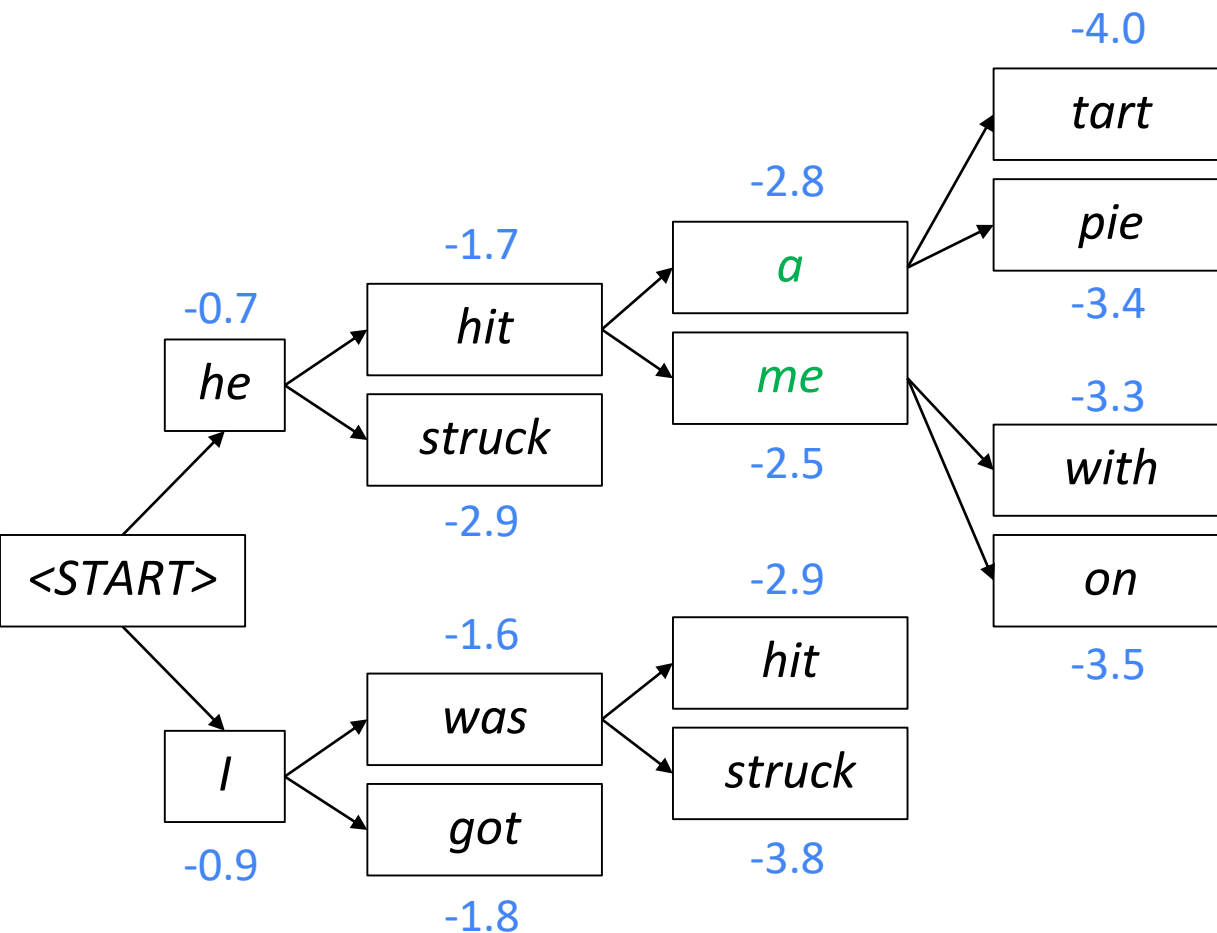 -4.0
tart
-2.8
pie
-1.7
a
-3.4
-0.7
hit
me
-3.3
he
struck
-2.5
with
-2.9
<START>
-2.9
on
-1.6
hit
-3.5
was
I
struck
got
-0.9
-3.8
-1.8